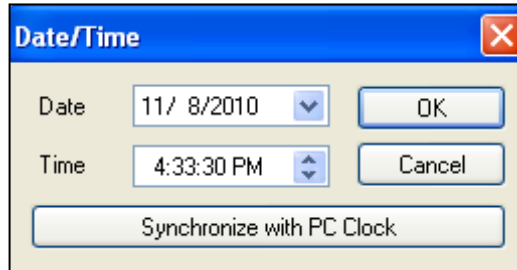 Date/Time
Date 11/ 8/2010 OK
Time 4:33:30 PM Cancel
Synchronize with PC Clock